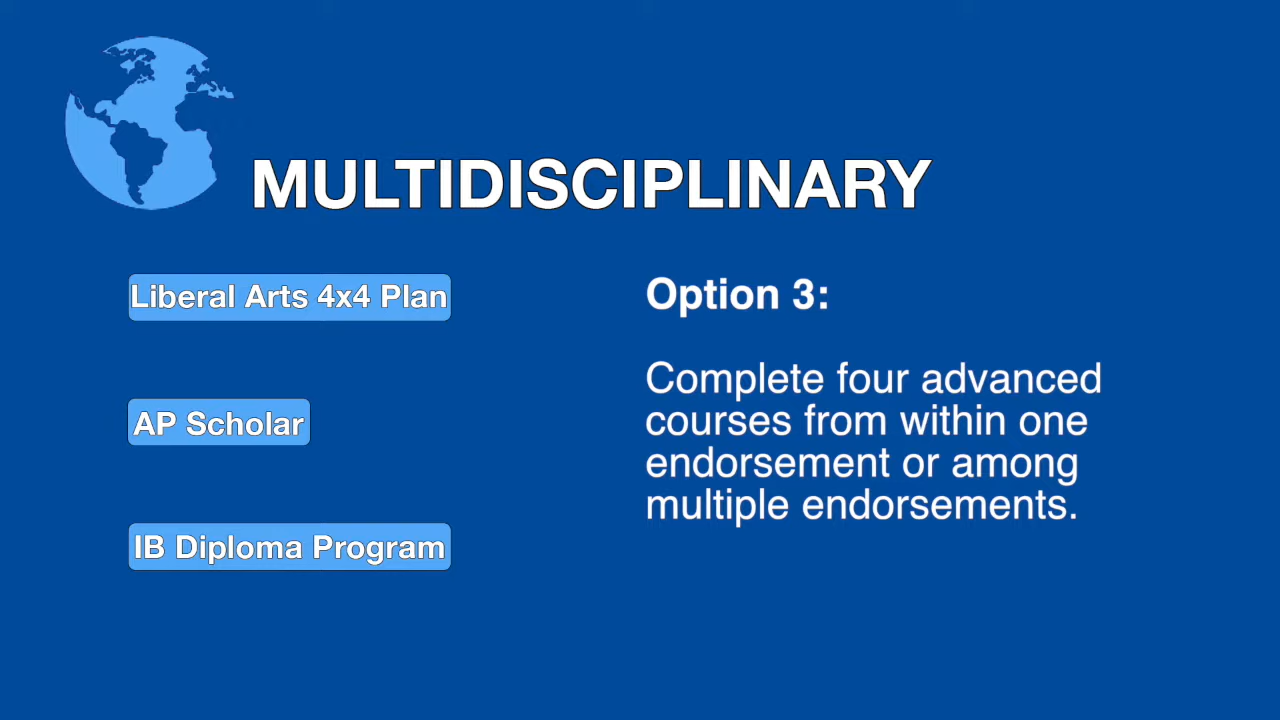 MULTIDISCIPLINARY
Liberal Arts 4x4 Plan
AP Scholar
IB Diploma Program
Option 3:
Complete four advanced
courses from within one
endorsement or among
multiple endorsements.